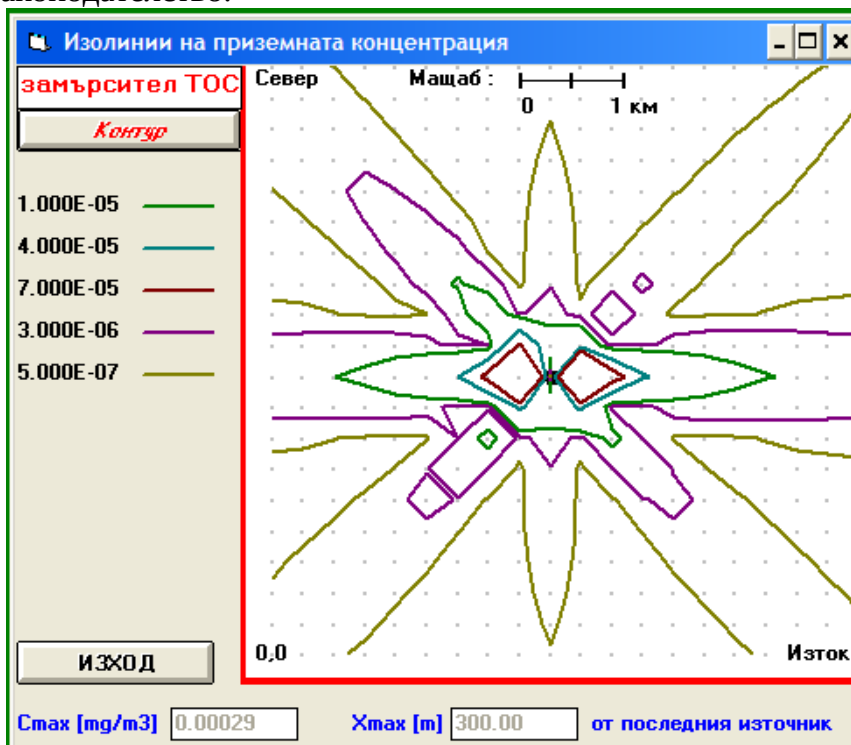 Изолинии на приземната концентрация
замърсител ТОС
Контур
Север
Мащаб :
0 1 км
1.000E-05
4.000E-05
7.000E-05
3.000E-06
5.000E-07
ИЗХОД
0,0
Изток
Cmax [mg/m3] 0.00029 Xmax [m] 300.00 от последния източник